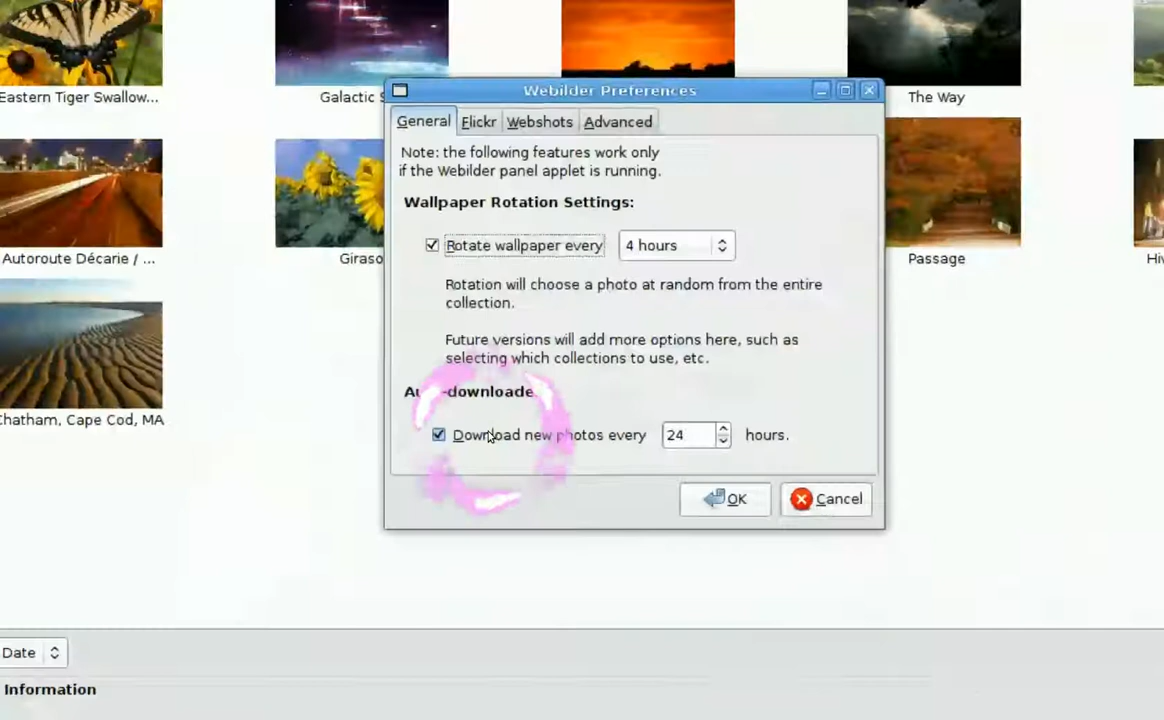 Eastern Tiger Swallow...
Galactic S
The Way
Webilder Preferences
General Flickr Webshots Advanced
Note: the following features work only
if the Webilder panel applet is running.
Wallpaper Rotation Settings:
Rotate wallpaper every 4 hours
Rotation will choose a photo at random from the entire
collection.
Future versions will add more options here, such as
selecting which collections to use, etc.
downloade
Download new photos every 24 hours.
OK Cancel
Autoroute Décarie / ...
Giraso
Passage
Hiv
Chatham, Cape Cod, MA
Date
Information